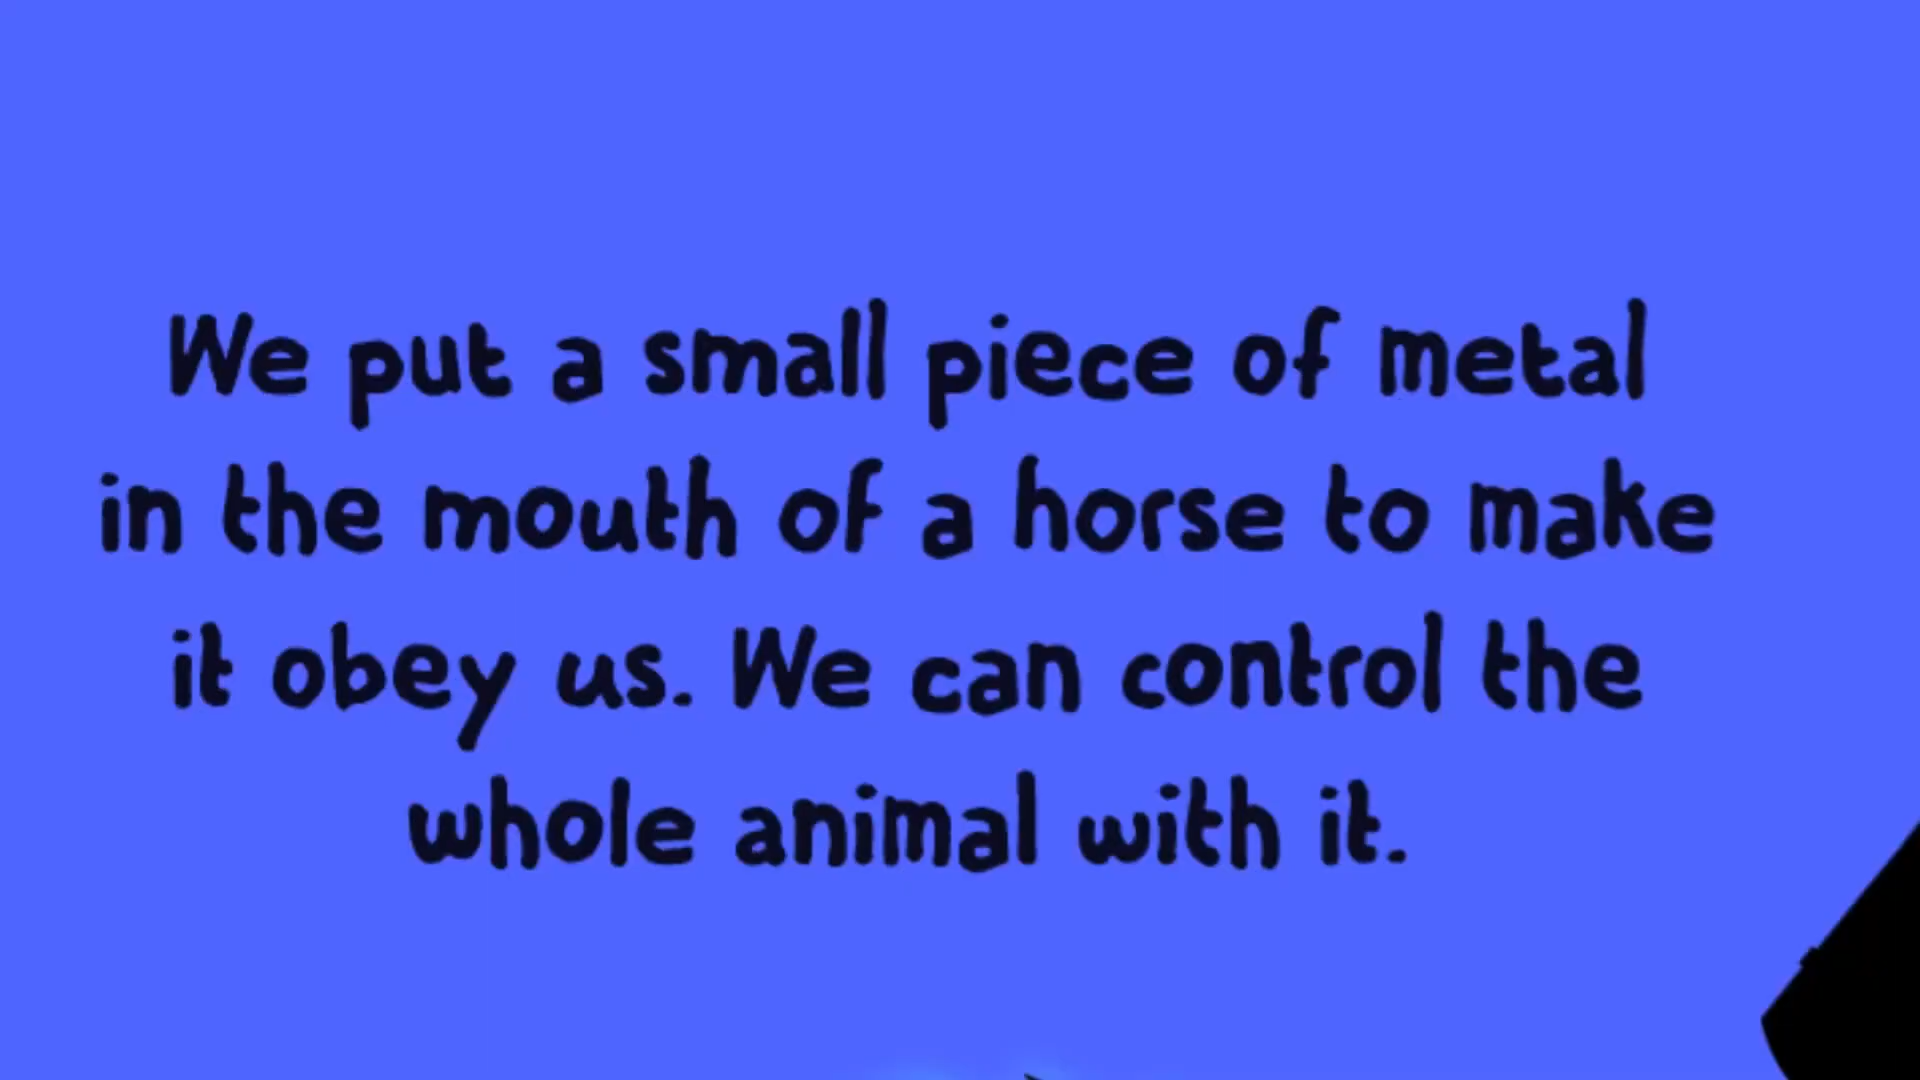 We put a small piece of metal
in the mouth of a horse to make
it obey us. We can control the
whole animal with it.